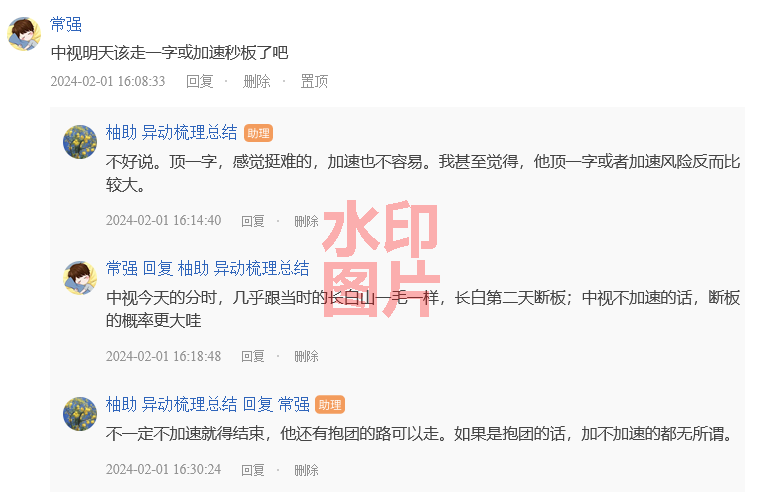 常强
中视明天该走一字或加速秒板了吧
2024-02-01 16:08:33 回复 · 删除 · 置顶
柚助 异动梳理总结 助理
不好说。顶一字，感觉挺难的，加速也不容易。我甚至觉得，他顶一字或者加速风险反而比
较大。
2024-02-01 16:14:40 回复 · 删除
水印
图片
常强 回复 柚助 异动梳理总结
中视今天的分时，几乎跟当时的长白山一毛一样，长白第二天断板；中视不加速的话，断板
的概率更大哇
2024-02-01 16:18:48 回复 · 删除
柚助 异动梳理总结 回复 常强 助理
不一定不加速就得结束，他还有抱团的路可以走。如果是抱团的话，加不加速的都无所谓。
2024-02-01 16:30:24 回复 · 删除